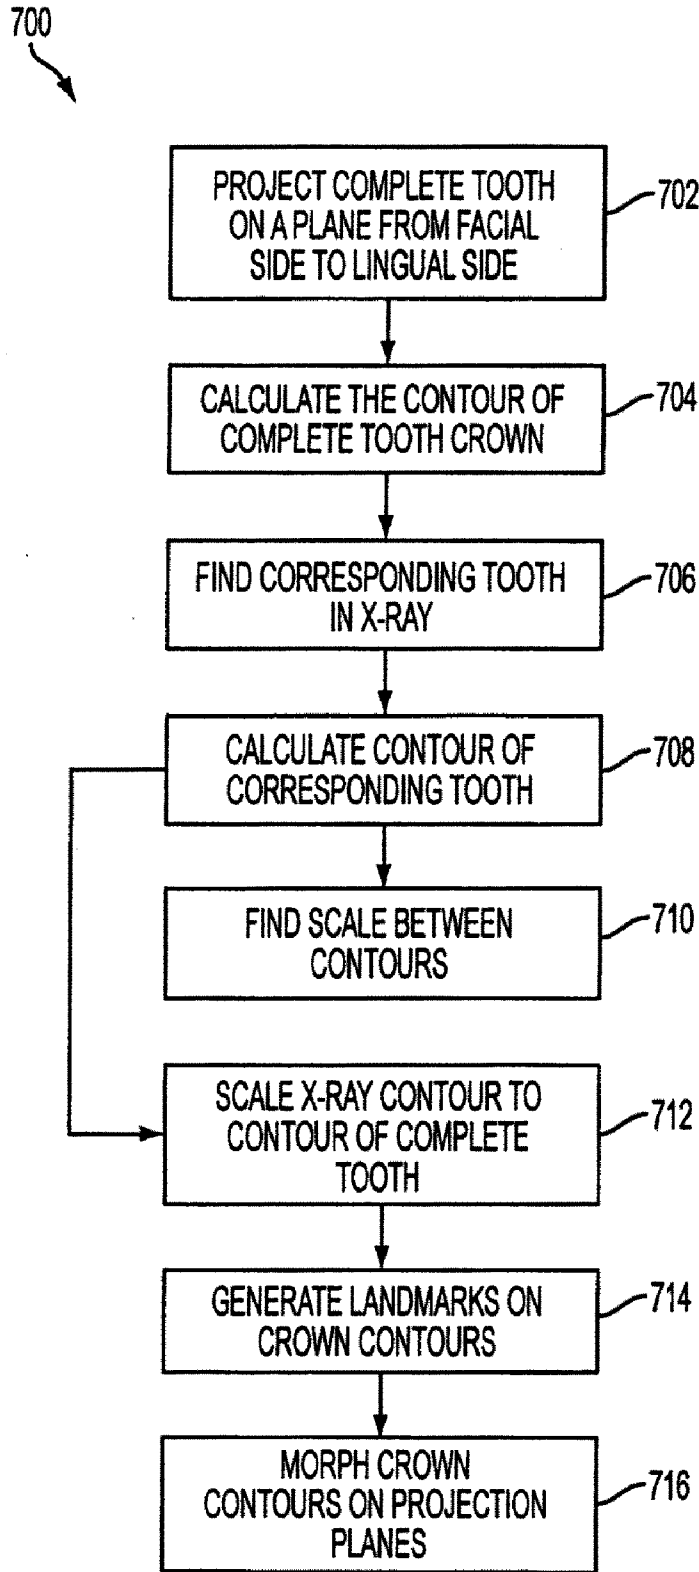 700
PROJECT COMPLETE TOOTH
ON A PLANE FROM FACIAL
SIDE TO LINGUAL SIDE
702
CALCULATE THE CONTOUR OF
COMPLETE TOOTH CROWN
704
FIND CORRESPONDING TOOTH
IN X-RAY
706
CALCULATE CONTOUR OF
CORRESPONDING TOOTH
708
FIND SCALE BETWEEN
CONTOURS
710
SCALE X-RAY CONTOUR TO
CONTOUR OF COMPLETE
TOOTH
712
GENERATE LANDMARKS ON
CROWN CONTOURS
714
MORPH CROWN
CONTOURS ON PROJECTION
PLANES
716